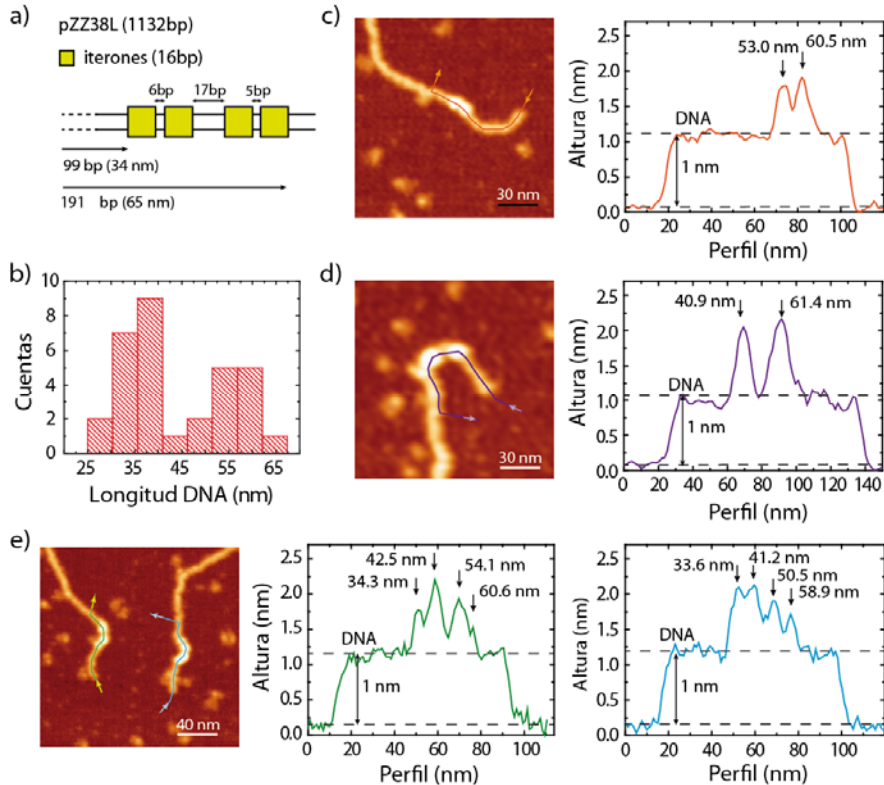 a)
pZZ38L (1132bp)
iterones (16bp)
6bp 17bp 5bp
99 bp (34 nm)
191 bp (65 nm)
b)
Cuentas
10
8
6
4
2
0
25 35 45 55 65
Longitud DNA (nm)
c)
30 nm
Altura (nm)
2.5
2.0
1.5
1.0
0.5
0.0
53.0 nm 60.5 nm
DNA
1 nm
0 20 40 60 80 100
Perfil (nm)
d)
30 nm
Altura (nm)
2.5
2.0
1.5
1.0
0.5
0.0
40.9 nm 61.4 nm
DNA
1 nm
0 20 40 60 80 100 120 140
Perfil (nm)
e)
40 nm
Altura (nm)
2.5
2.0
1.5
1.0
0.5
0.0
42.5 nm
34.3 nm 54.1 nm
60.6 nm
DNA
1 nm
0 20 40 60 80 100
Perfil (nm)
Altura (nm)
2.5
2.0
1.5
1.0
0.5
0.0
33.6 nm 41.2 nm
50.5 nm
58.9 nm
DNA
1 nm
0 20 40 60 80 100 120
Perfil (nm)